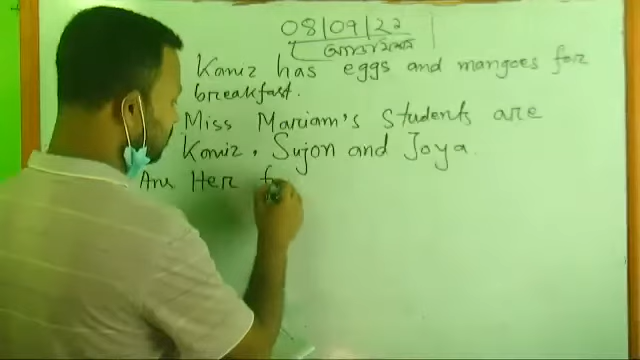 08/09/22
Kaniz has eggs and mangoes for
breakfast.
Miss Mariam's students are
Kaniz, Sujon and Joya.
Ans Her f